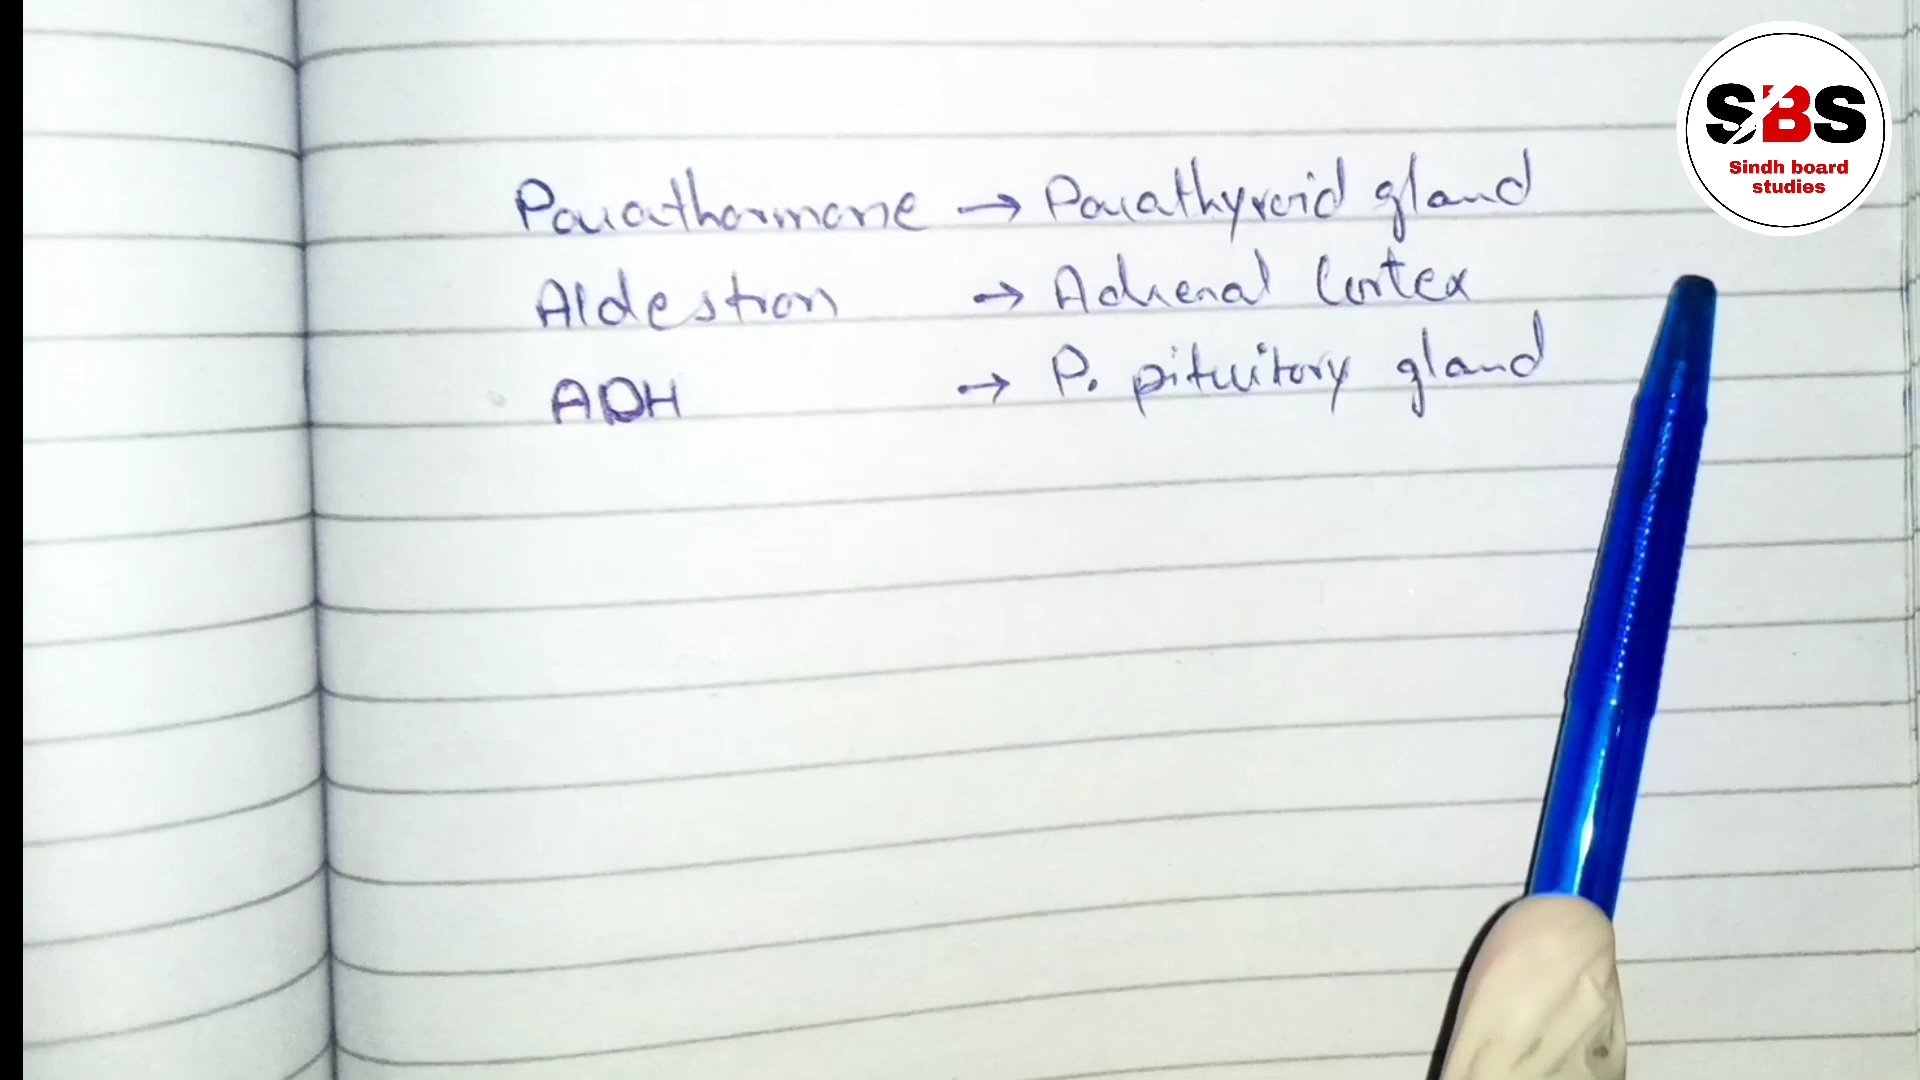 SBS
Sindh board
studies
Parathormone → Parathyroid gland
Aldestron → Adrenal Cortex
ADH → P. pituitory gland